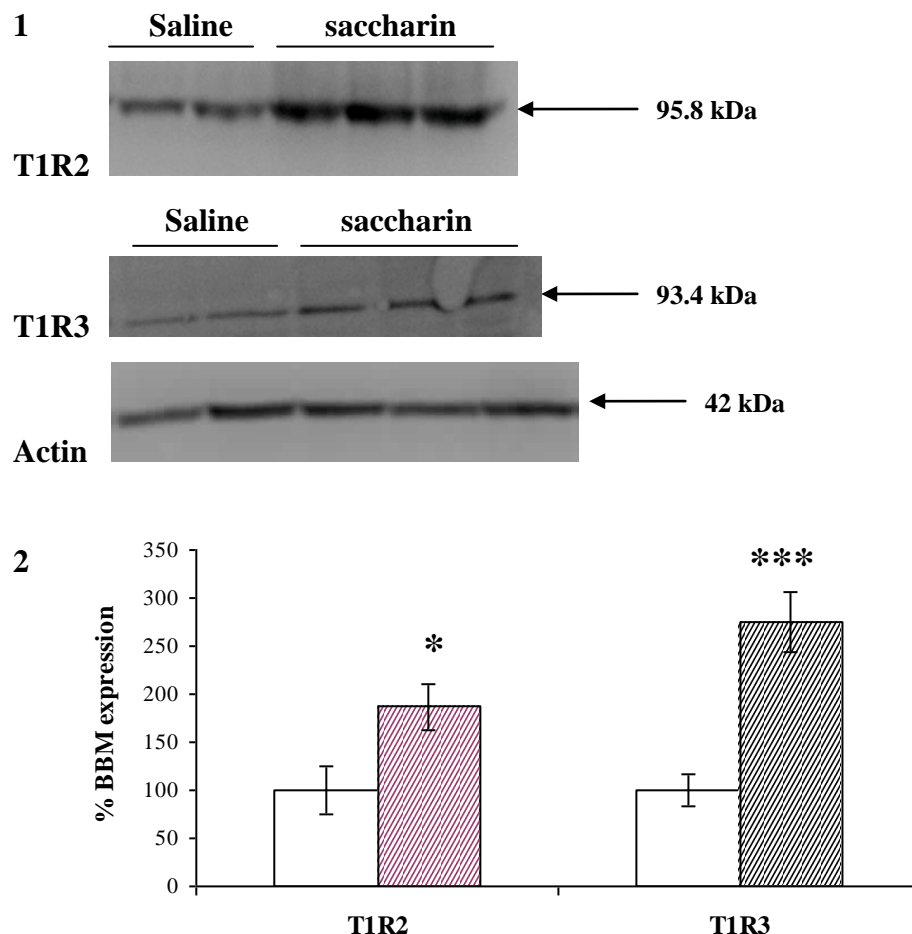 1 Saline saccharin
95.8 kDa
T1R2
Saline saccharin
93.4 kDa
T1R3
42 kDa
Actin
2
350
300
250
200
150
100
50
0
% BBM expression
*
***
T1R2 T1R3